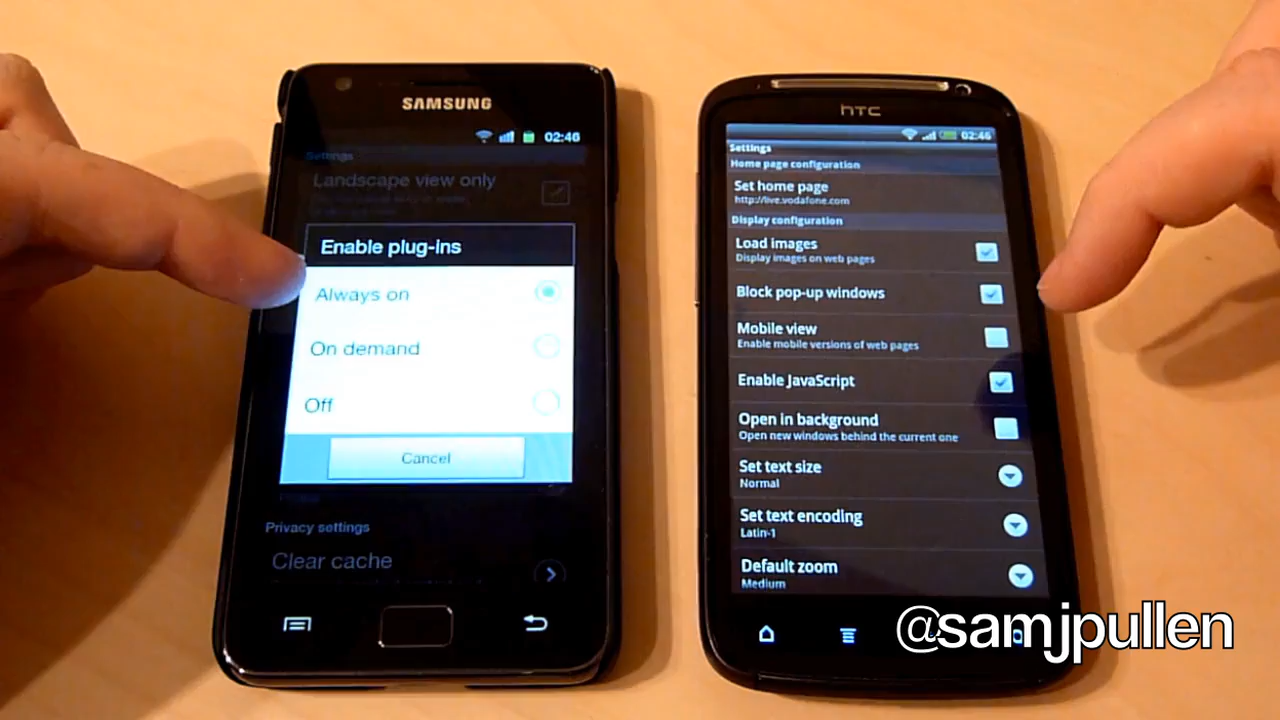 SAMSUNG
02:46
Settings
Landscape view only
Enable plug-ins
Always on
On demand
Off
Cancel
Privacy settings
Clear cache
hTC
02:46
Settings
Home page configuration
Set home page
http://live.vodafone.com
Display configuration
Load images
Display images on web pages
Block pop-up windows
Mobile view
Enable mobile versions of web pages
Enable JavaScript
Open in background
Open new windows behind the current one
Set text size
Normal
Set text encoding
Latin-1
Default zoom
Medium
@samjpullen